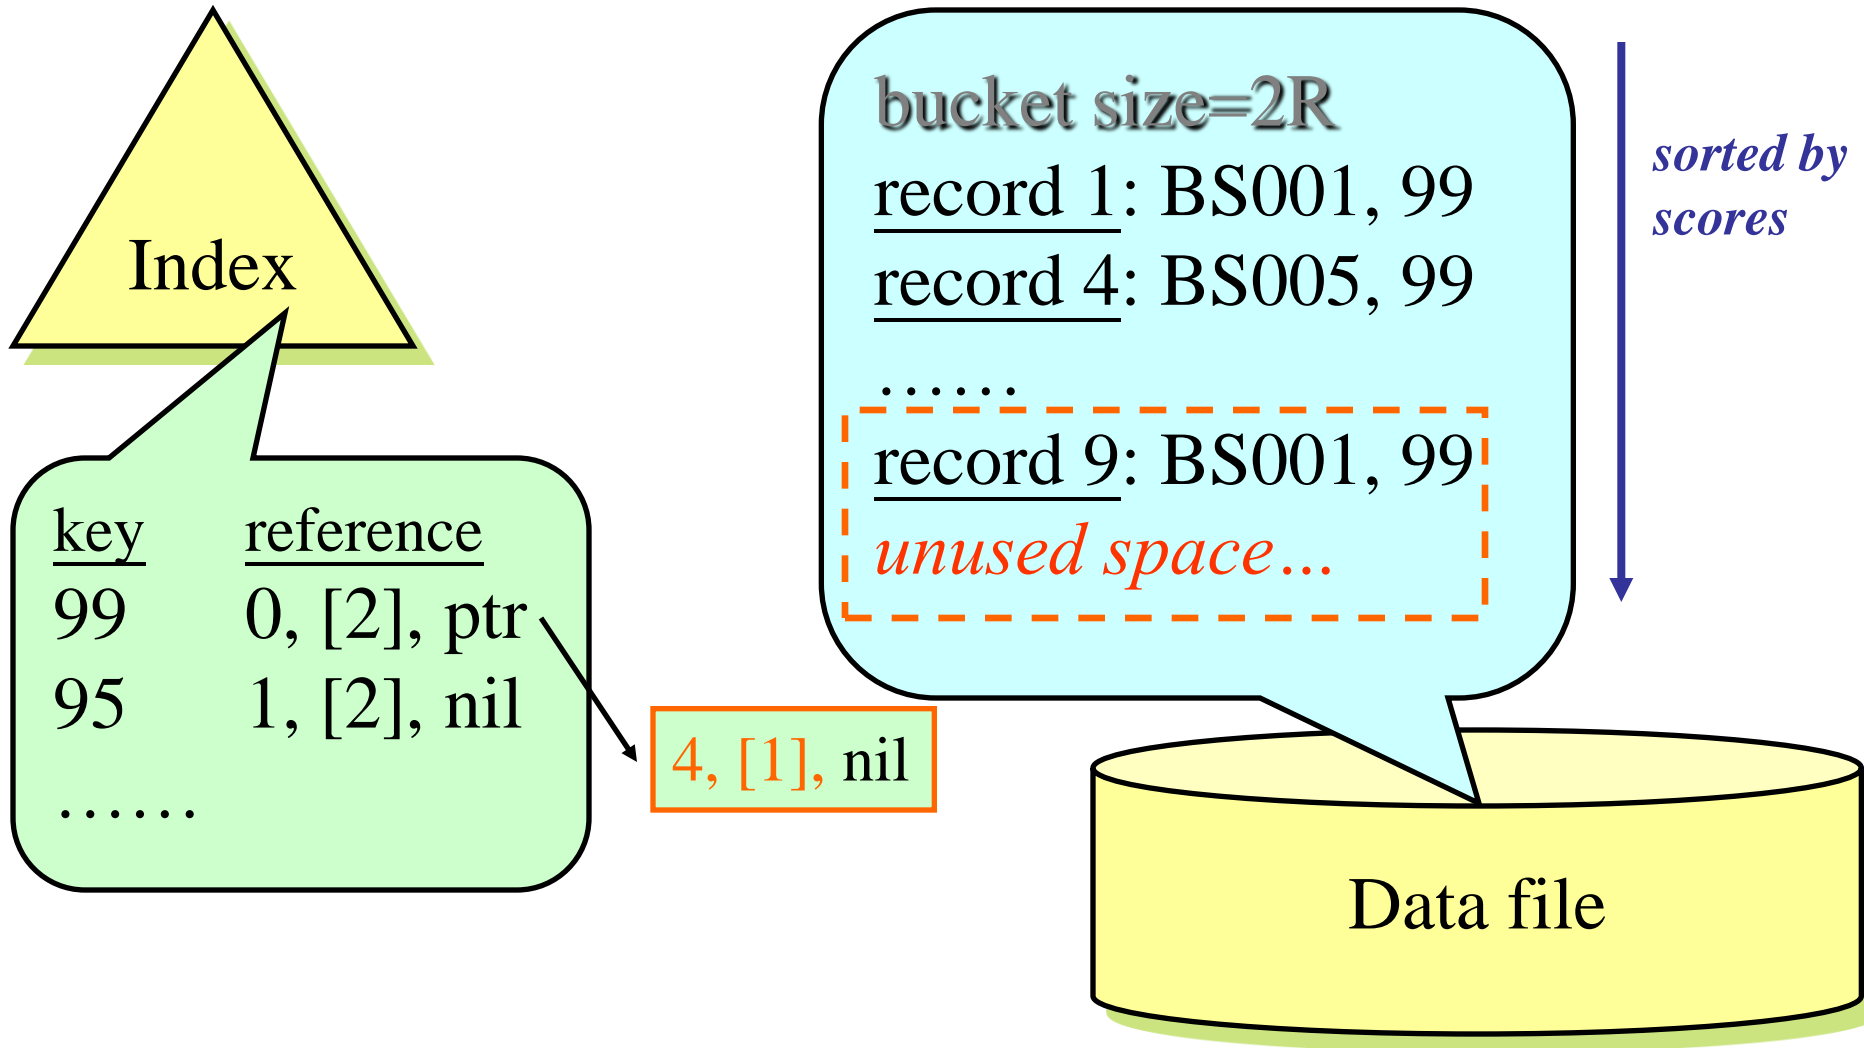 Index
key reference
99 0, [2], ptr
95 1, [2], nil
......
4, [1], nil
bucket size=2R
record 1: BS001, 99
record 4: BS005, 99
......
record 9: BS001, 99
unused space...
sorted by
scores
Data file